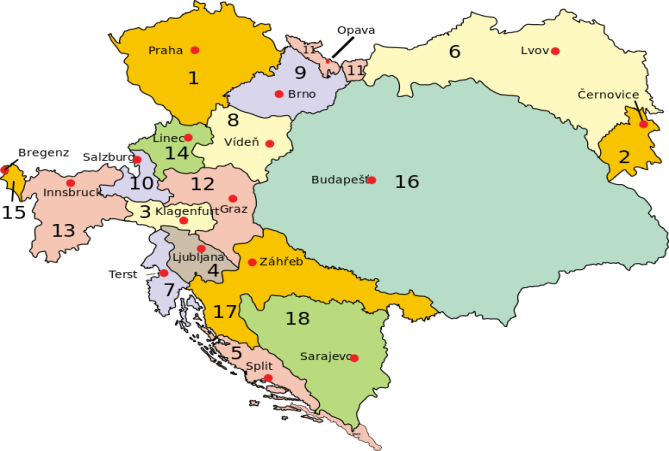 Opava
Praha
11
6
Lvov
9
11
1
Brno
Černovice
8
Linec
Vídeň
14
2
Bregenz
Salzburg
10
12
Budapešť
16
Innsbruck
15
3
Klagenfurt
Graz
13
Ljubljana
Záhřeb
4
Terst
7
17
18
5
Sarajevo
Split